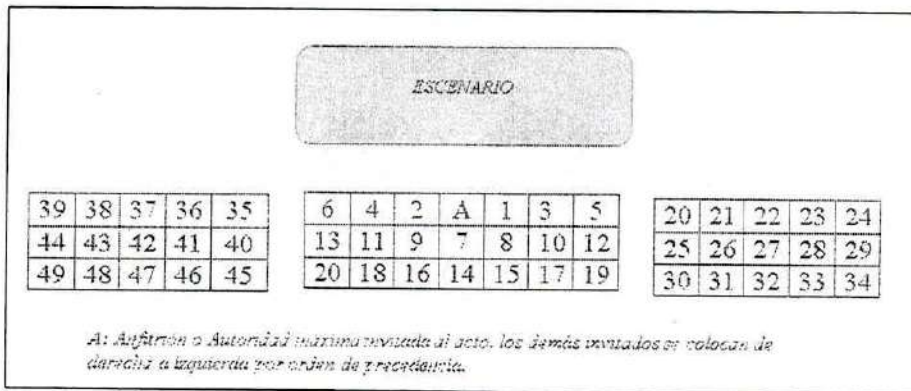 ESCENARIO
39 38 37 36 35
44 43 42 41 40
49 48 47 46 45
6 4 2 A 1 3 5
13 11 9 7 8 10 12
20 18 16 14 15 17 19
20 21 22 23 24
25 26 27 28 29
30 31 32 33 34
A: Anfitrión o Autoridad máxima invitada al acto, los demás invitados se colocan de
derecha a izquierda por orden de precedencia.